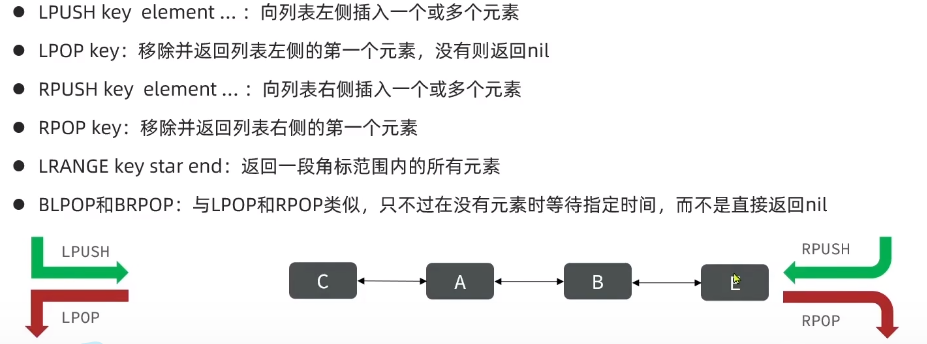 ● LPUSH key element ... ：向列表左侧插入一个或多个元素
● LPOP key：移除并返回列表左侧的第一个元素，没有则返回nil
● RPUSH key element ... ：向列表右侧插入一个或多个元素
● RPOP key：移除并返回列表右侧的第一个元素
● LRANGE key star end：返回一段角标范围内的所有元素
● BLPOP和BRPOP：与LPOP和RPOP类似，只不过在没有元素时等待指定时间，而不是直接返回nil
LPUSH RPUSH
C A B
LPOP RPOP